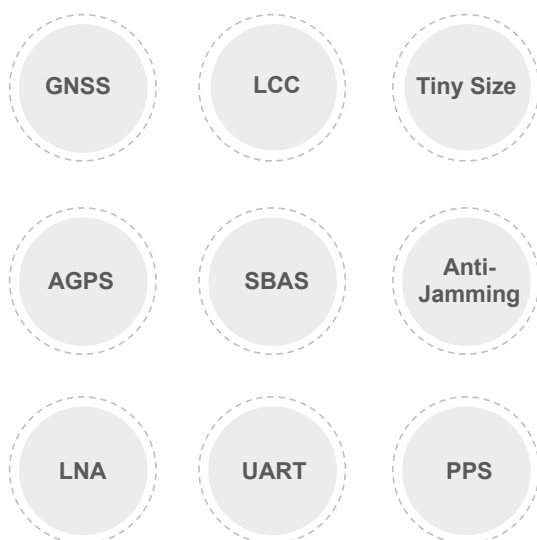 GNSS
LCC
Tiny Size
AGPS
SBAS
Anti-
Jamming
LNA
UART
PPS